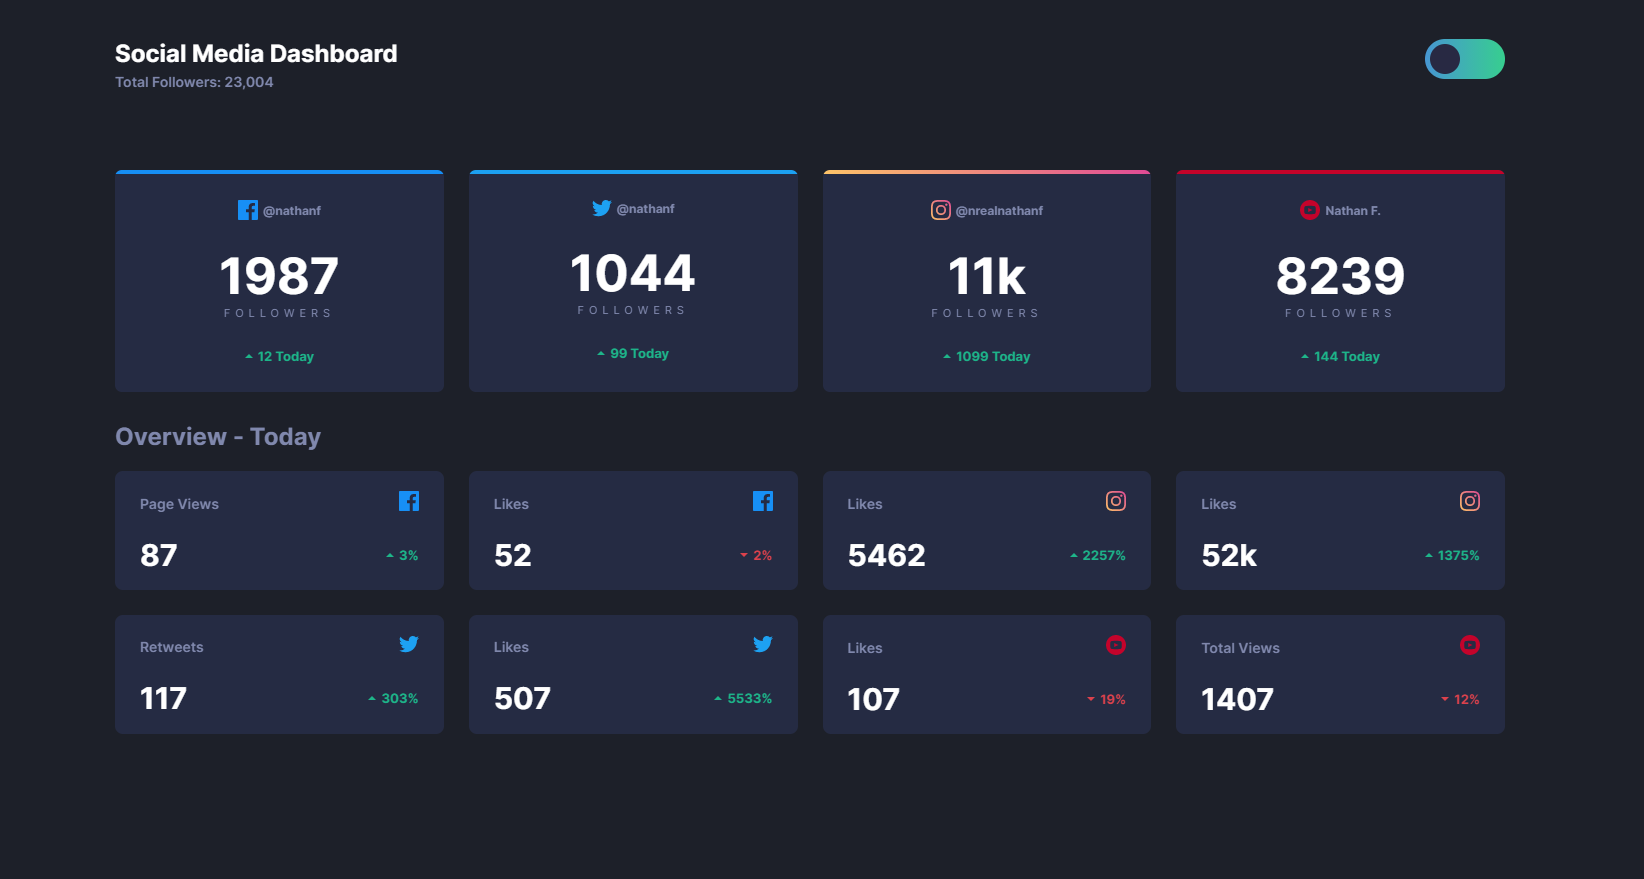 Social Media Dashboard
Total Followers: 23,004
@nathanf
1987
FOLLOWERS
12 Today
@nathanf
1044
FOLLOWERS
99 Today
@nrealnathanf
11k
FOLLOWERS
1099 Today
Nathan F.
8239
FOLLOWERS
144 Today
Overview - Today
Page Views
87
3%
Likes
52
2%
Likes
5462
2257%
Likes
52k
1375%
Retweets
117
303%
Likes
507
5533%
Likes
107
19%
Total Views
1407
12%